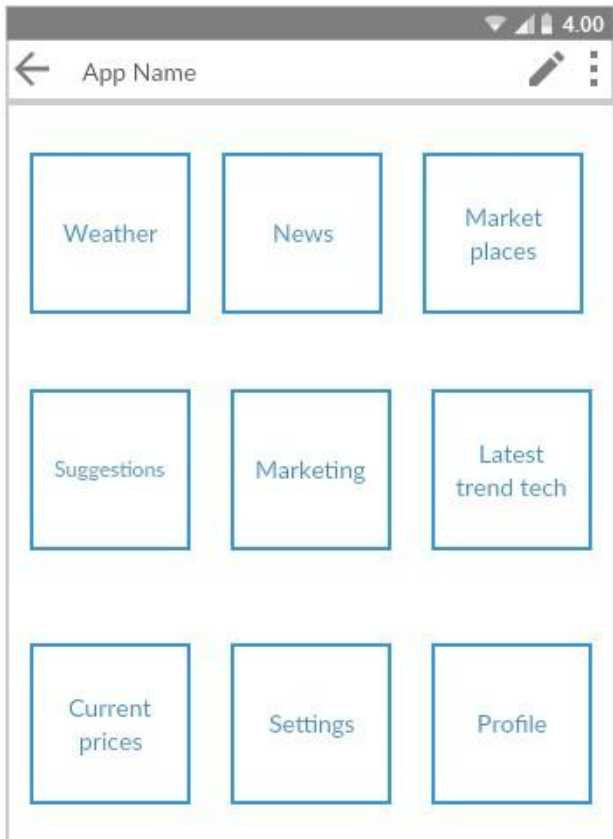 4.00
App Name
Weather
News
Market
places
Suggestions
Marketing
Latest
trend tech
Current
prices
Settings
Profile